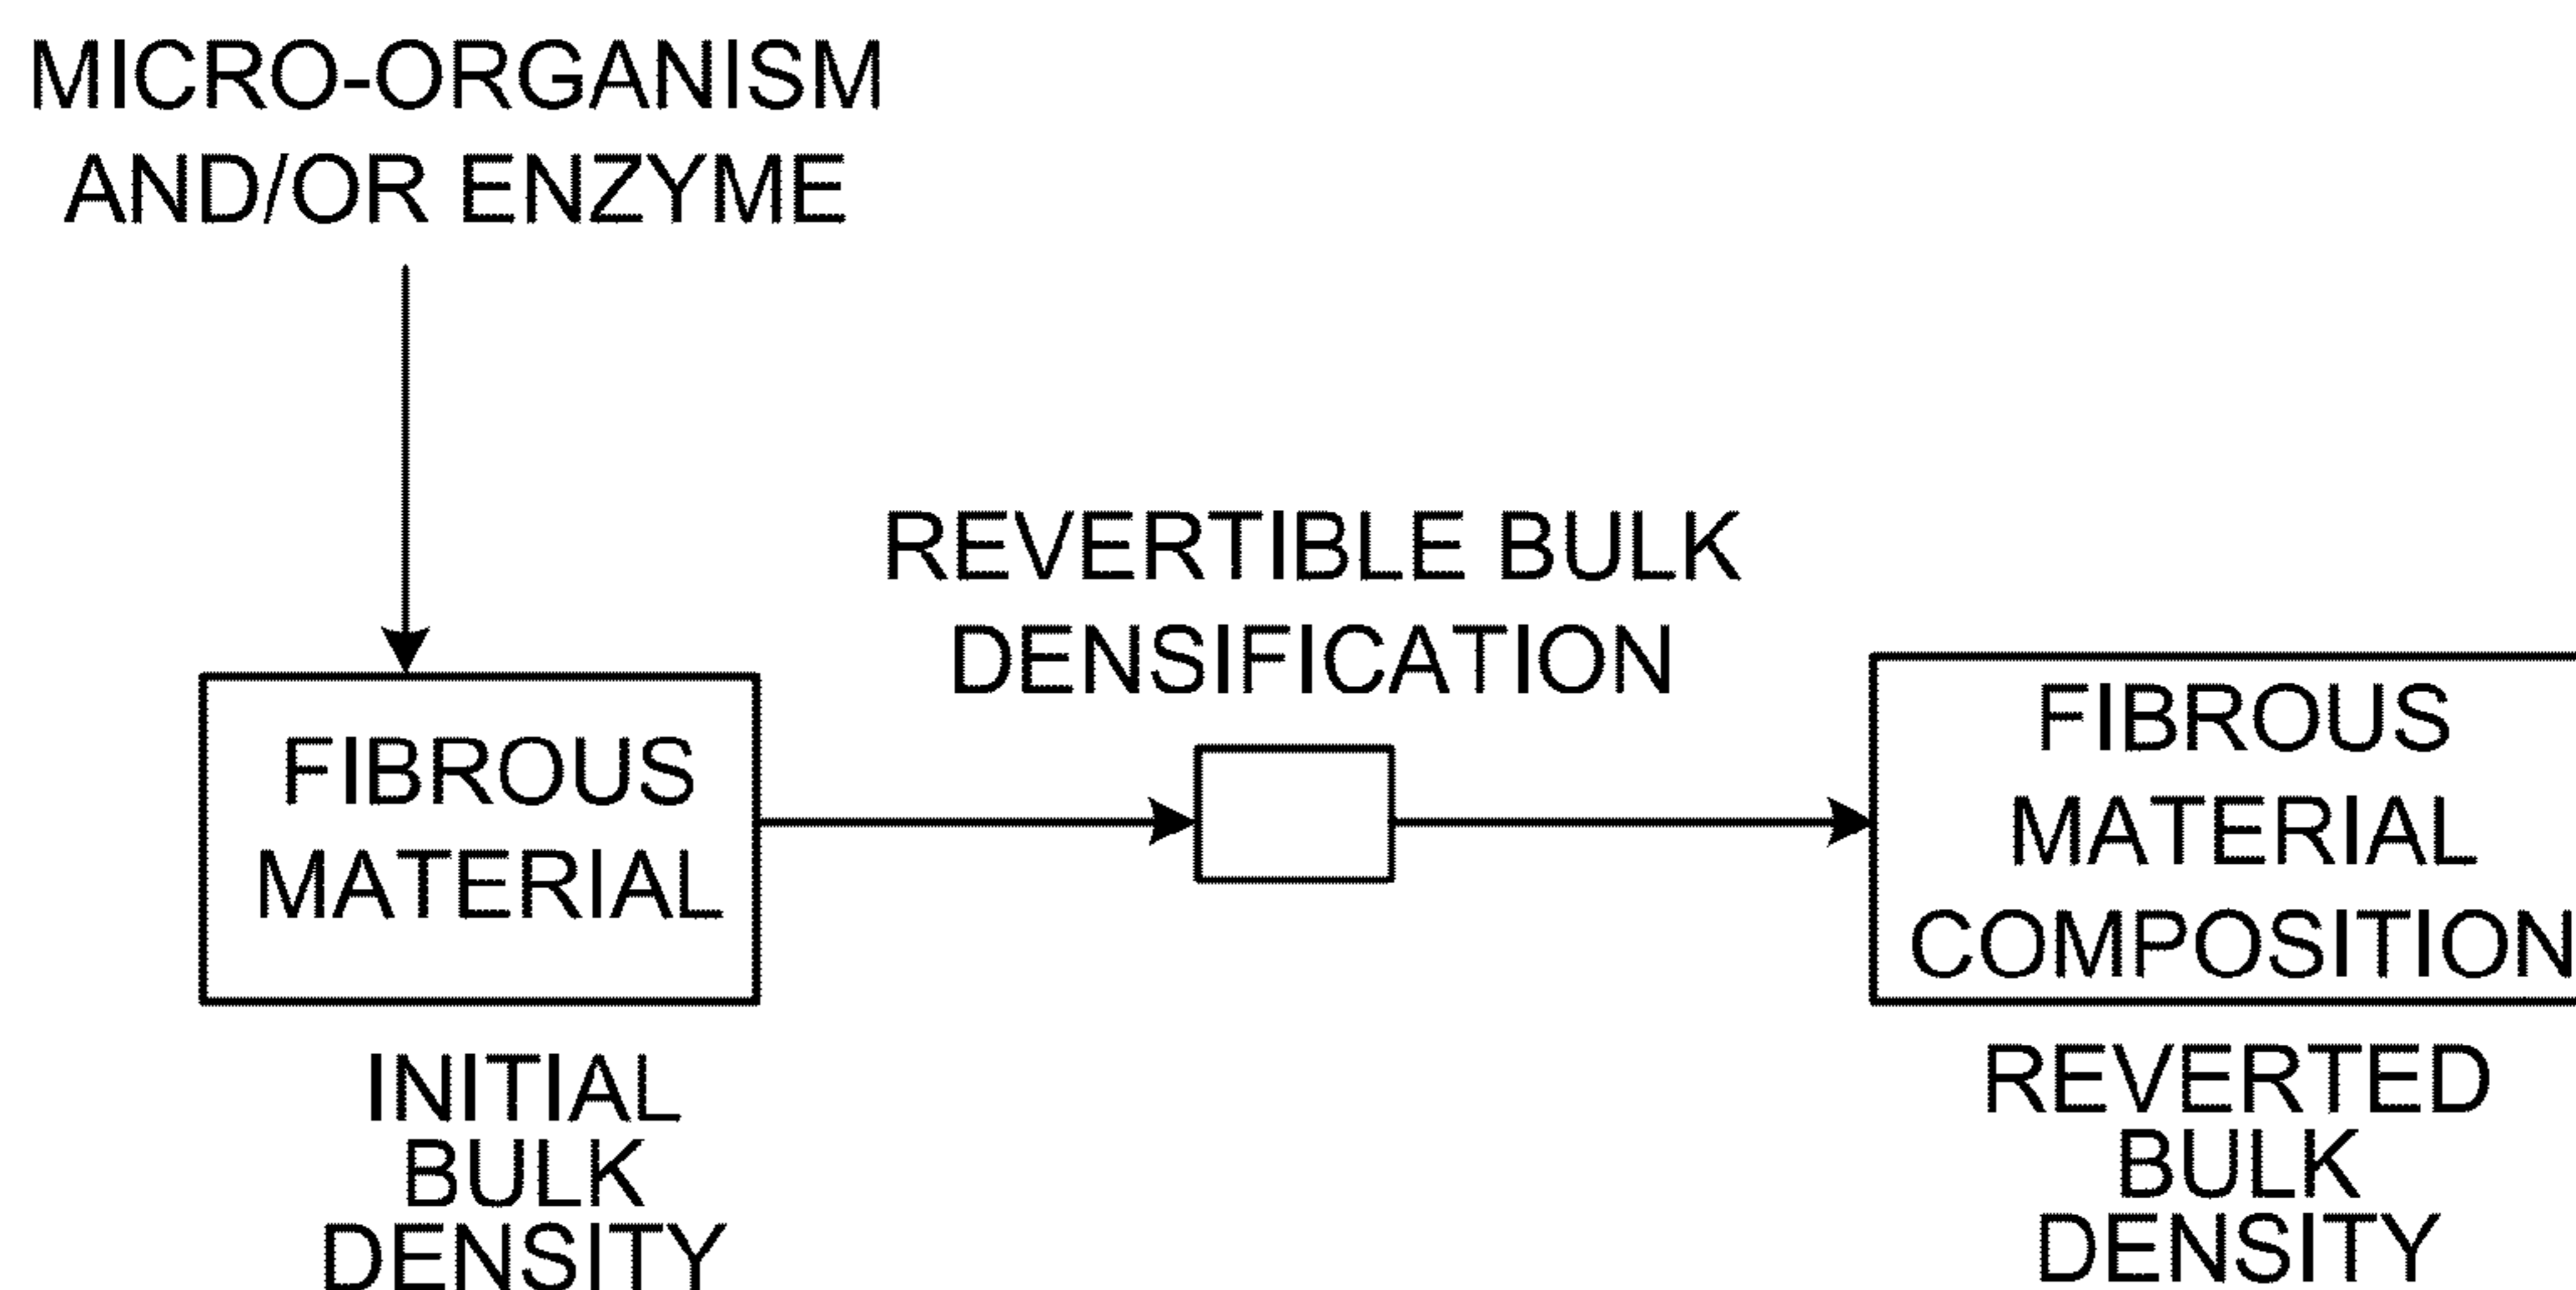 MICRO-ORGANISM
AND/OR ENZYME
REVERTIBLE BULK
DENSIFICATION
FIBROUS
MATERIAL
INITIAL
BULK
DENSITY
FIBROUS
MATERIAL
COMPOSITION
REVERTED
BULK
DENSITY